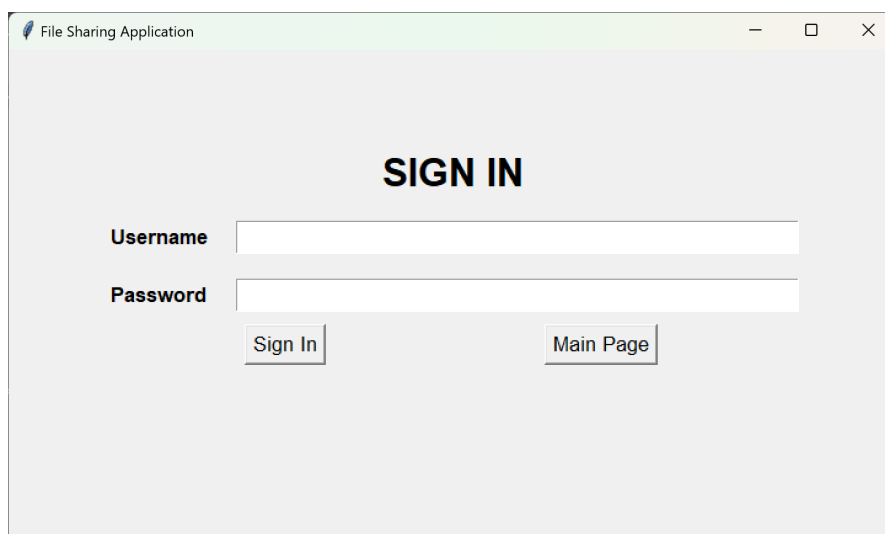 File Sharing Application
SIGN IN
Username
Password
Sign In Main Page